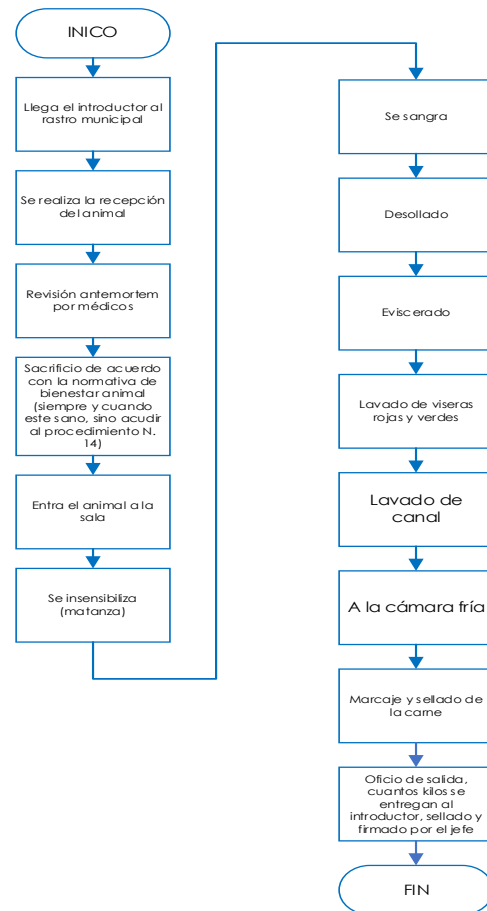 INICO
Llega el introductor al
rastro municipal
Se realiza la recepción
del animal
Revisión antemortem
por médicos
Sacrificio de acuerdo
con la normativa de
bienestar animal
(siempre y cuando
este sano, sino acudir
al procedimiento N.
14)
Entra el animal a la
sala
Se insensibiliza
(matanza)
Se sangra
Desollado
Eviscerado
Lavado de viseras
rojas y verdes
Lavado de
canal
A la cámara fría
Marcaje y sellado de
la carne
Oficio de salida,
cuantos kilos se
entregan al
introductor, sellado y
firmado por el jefe
FIN